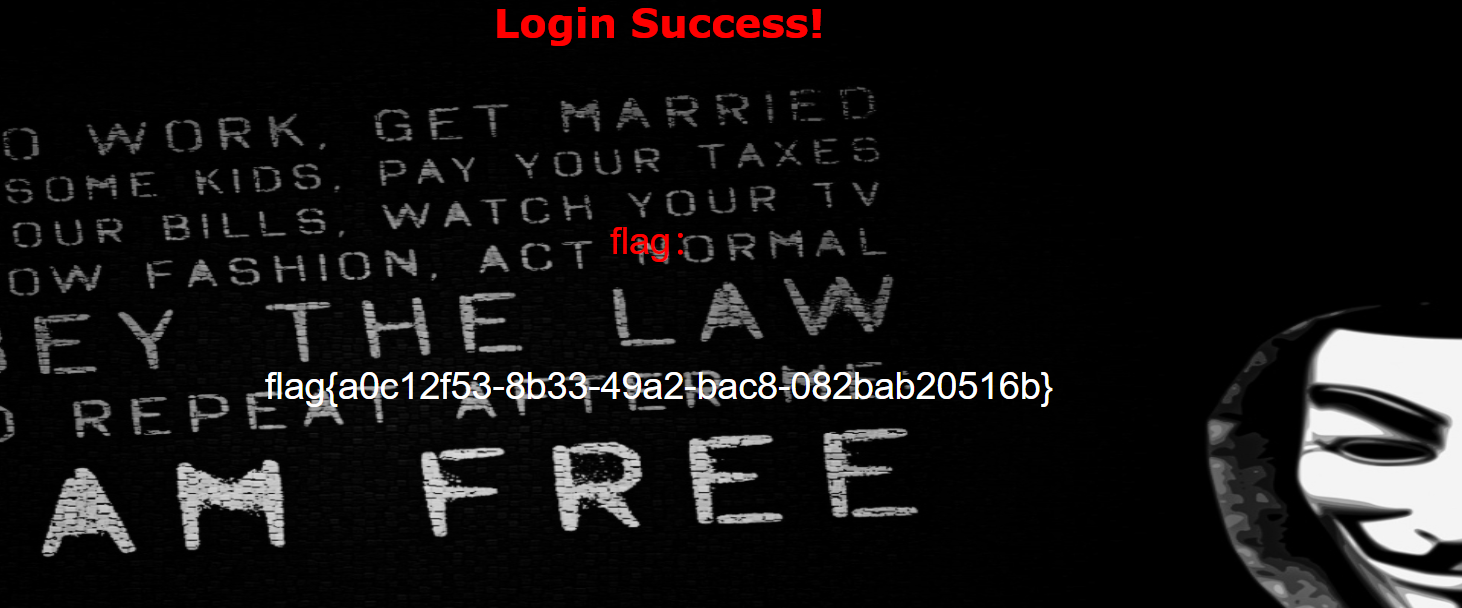 Login Success!
O WORK, GET MARRIED
SOME KIDS, PAY YOUR TAXES
OUR BILLS, WATCH YOUR TV
flag:
OW FASHION, ACT NORMAL
EY THE LAW
flag{a0c12f53-8b33-49a2-bac8-082bab20516b}
REPEAT AFTER ME
AM FREE